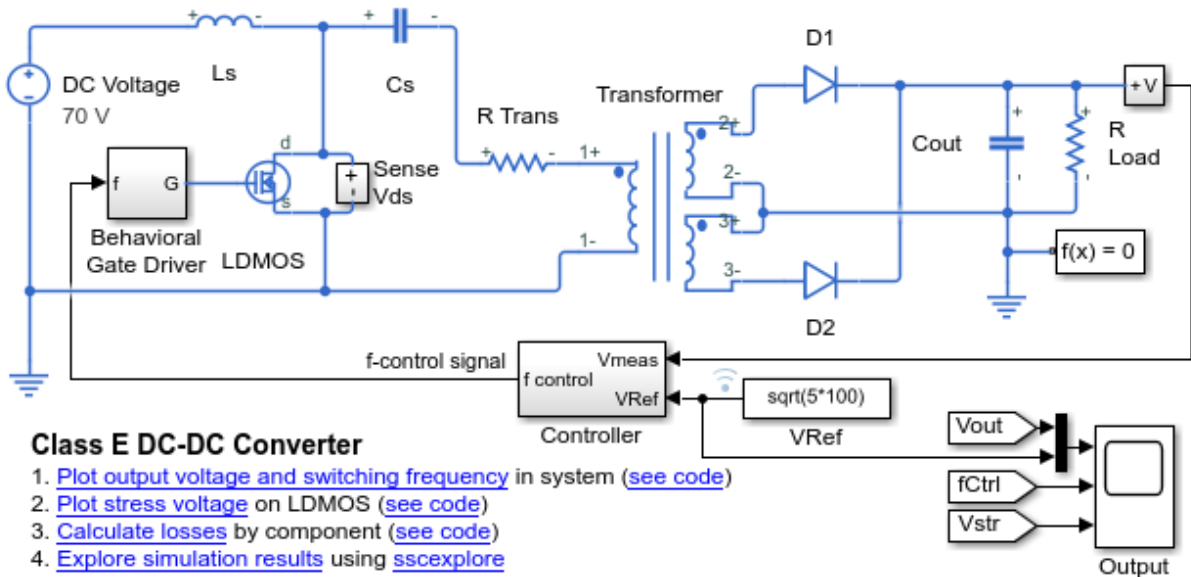 + -
+ -
D1
DC Voltage
70 V
Ls
Cs
+ V
Transformer
R Trans
2+
Cout
+
+
R
Load
d
+ -
1+
2-
f
G
+
-
Sense
Vds
s
-
-
3+
Behavioral
Gate Driver
LDMOS
1-
3-
f(x) = 0
D2
f-control signal
Vmeas
f control
VRef
sqrt(5*100)
Controller
VRef
Vout
fCtrl
Vstr
Output
Class E DC-DC Converter
1. Plot output voltage and switching frequency in system (see code)
2. Plot stress voltage on LDMOS (see code)
3. Calculate losses by component (see code)
4. Explore simulation results using sscexplore